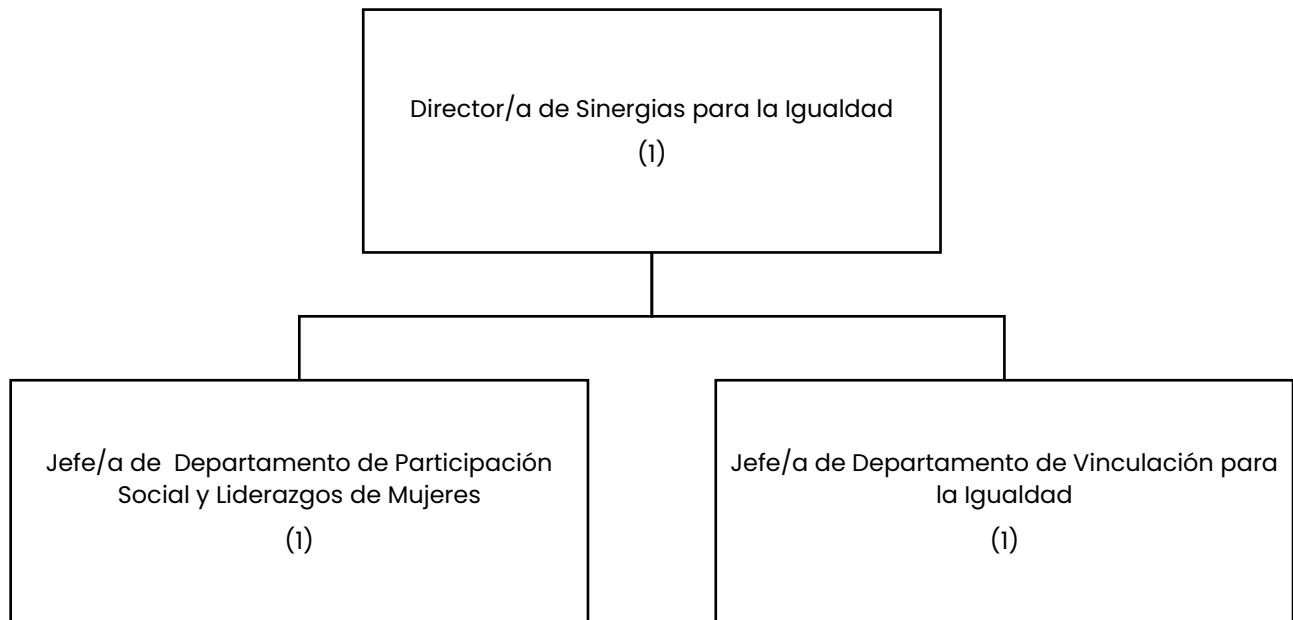 Director/a de Sinergias para la Igualdad
(1)
Jefe/a de Departamento de Participación
Social y Liderazgos de Mujeres
(1)
Jefe/a de Departamento de Vinculación para
la Igualdad
(1)